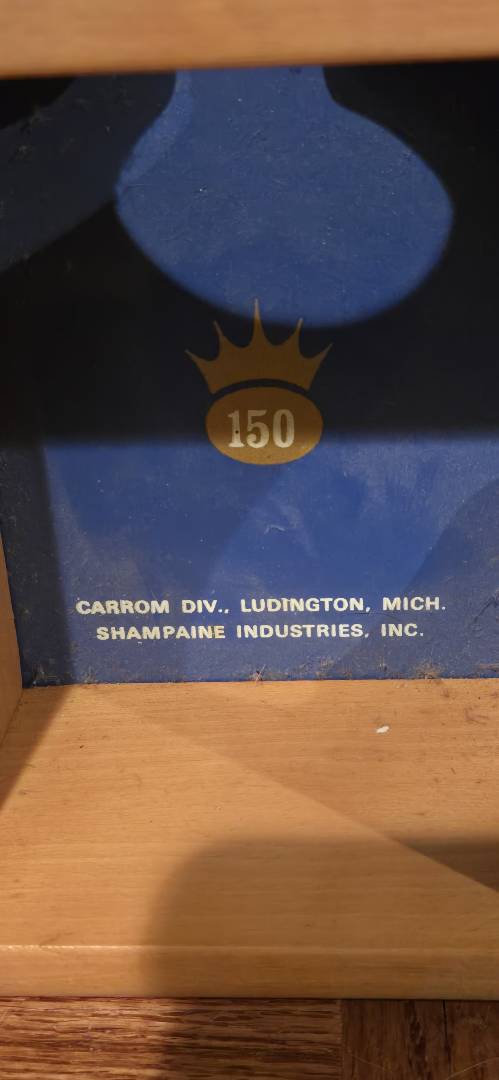 150
CARROM DIV., LUDINGTON, MICH.
SHAMPAINE INDUSTRIES, INC.